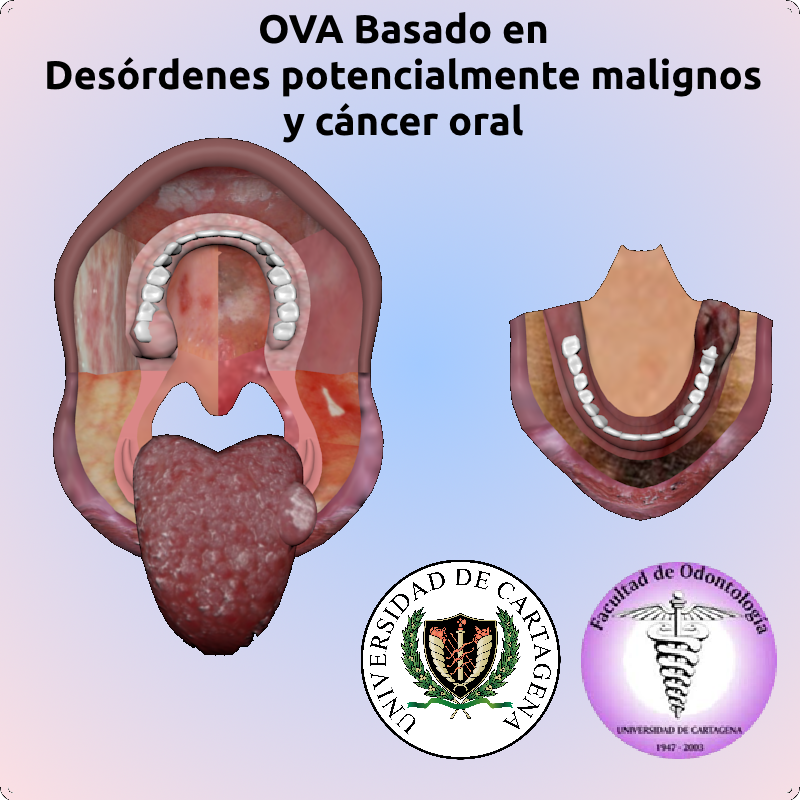 OVA Basado en
Desórdenes potencialmente malignos
y cáncer oral
UNIVERSIDAD DE CARTAGENA
Facultad de Odontología
UNIVERSIDAD DE CARTAGENA
1947 - 2003